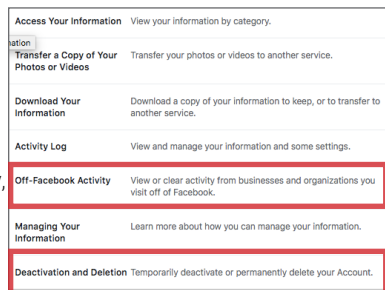 Access Your Information View your information by category.
mation
Transfer a Copy of Your Transfer your photos or videos to another service.
Photos or Videos
Download Your Download a copy of your information to keep, or to transfer to
Information another service.
Activity Log View and manage your information and some settings.
Off-Facebook Activity View or clear activity from businesses and organizations you
visit off of Facebook.
Managing Your Learn more about how you can manage your information.
Information
Deactivation and Deletion Temporarily deactivate or permanently delete your Account.